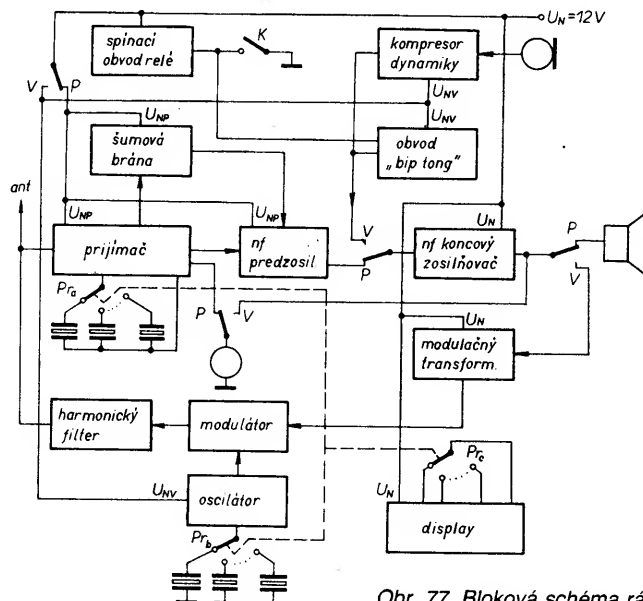 U_N = 12 V
spínací
obvod relé
K
kompresor
dynamiky
V
P
U_NP
U_NV
U_NV
šumová
brána
obvod
„bip tong"
ant
U_NP
U_NP
V
U_N
P
prijímač
nf
predzosil.
P
nf koncový
zosilňovač
V
Pr_a
P
V
U_N
modulačný
transform.
harmonický
filter
modulátor
Pr_c
U_NV
oscilátor
U_N
display
Pr_b
Obr. 77. Bloková schéma rá